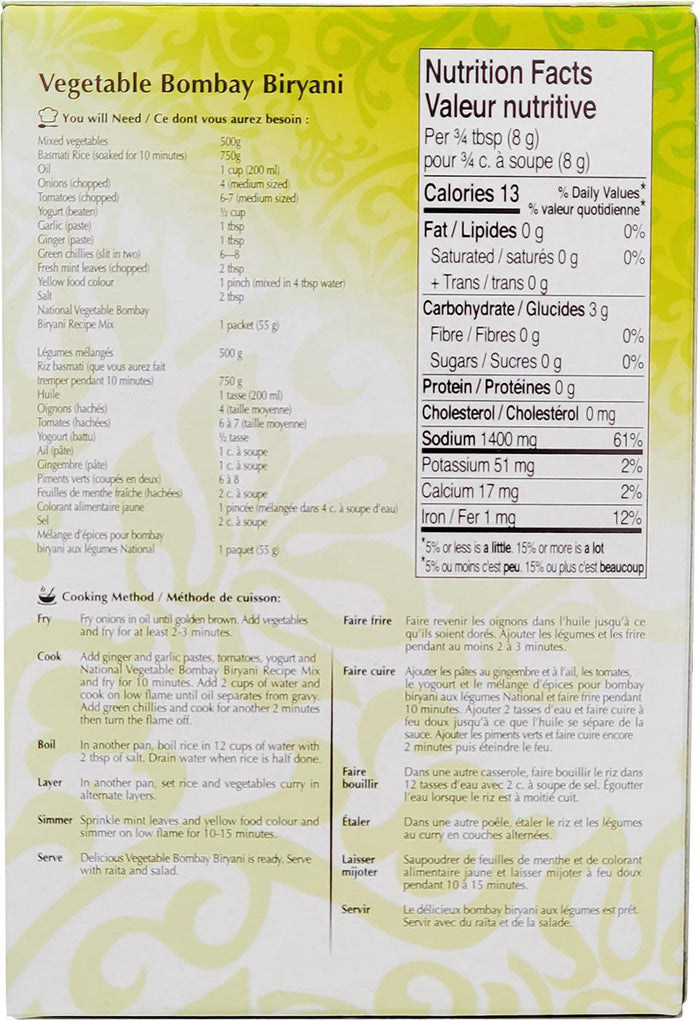 Vegetable Bombay Biryani
You will Need / Ce dont vous aurez besoin :
Mixed vegetables 500g
Basmati Rice (soaked for 10 minutes) 750g
Oil 1 cup (200 ml)
Onions (chopped) 4 (medium sized)
Tomatoes (chopped) 6-7 (medium sized)
Yogurt (beaten) ½ cup
Garlic (paste) 1 tbsp
Ginger (paste) 1 tbsp
Green chillies (slit in two) 6—8
Fresh mint leaves (chopped) 2 tbsp
Yellow food colour 1 pinch (mixed in 4 tbsp water)
Salt 2 tbsp
National Vegetable Bombay
Biryani Recipe Mix 1 packet (55 g)
Légumes mélangés 500 g
Riz basmati (que vous aurez fait
tremper pendant 10 minutes) 750 g
Huile 1 tasse (200 ml)
Oignons (hachés) 4 (taille moyenne)
Tomates (hachées) 6 à 7 (taille moyenne)
Yogourt (battu) ½ tasse
Ail (pâte) 1 c. à soupe
Gingembre (pâte) 1 c. à soupe
Piments verts (coupés en deux) 6 à 8
Feuilles de menthe fraîche (hachées) 2 c. à soupe
Colorant alimentaire jaune 1 pincée (mélangée dans 4 c. à soupe d'eau)
Sel 2 c. à soupe
Mélange d'épices pour bombay
biryani aux légumes National 1 paquet (55 g)
Nutrition Facts
Valeur nutritive
Per ¾ tbsp (8 g)
pour ¾ c. à soupe (8 g)
Calories 13 % Daily Values*
% valeur quotidienne*
Fat / Lipides 0 g 0%
Saturated / saturés 0 g 0%
+ Trans / trans 0 g
Carbohydrate / Glucides 3 g
Fibre / Fibres 0 g 0%
Sugars / Sucres 0 g 0%
Protein / Protéines 0 g
Cholesterol / Cholestérol 0 mg
Sodium 1400 mg 61%
Potassium 51 mg 2%
Calcium 17 mg 2%
Iron / Fer 1 mg 12%
*5% or less is a little. 15% or more is a lot
*5% ou moins c'est peu. 15% ou plus c'est beaucoup
Cooking Method / Méthode de cuisson:
Fry Fry onions in oil until golden brown. Add vegetables
and fry for at least 2-3 minutes.
Cook Add ginger and garlic pastes, tomatoes, yogurt and
National Vegetable Bombay Biryani Recipe Mix
and fry for 10 minutes. Add 2 cups of water and
cook on low flame until oil separates from gravy.
Add green chillies and cook for another 2 minutes
then turn the flame off.
Boil In another pan, boil rice in 12 cups of water with
2 tbsp of salt. Drain water when rice is half done.
Layer In another pan, set rice and vegetables curry in
alternate layers.
Simmer Sprinkle mint leaves and yellow food colour and
simmer on low flame for 10-15 minutes.
Serve Delicious Vegetable Bombay Biryani is ready. Serve
with raita and salad.
Faire frire Faire revenir les oignons dans l'huile jusqu'à ce
qu'ils soient dorés. Ajouter les légumes et les frire
pendant au moins 2 à 3 minutes.
Faire cuire Ajouter les pâtes au gingembre et à l'ail, les tomates,
le yogourt et le mélange d'épices pour bombay
biryani aux légumes National et faire frire pendant
10 minutes. Ajouter 2 tasses d'eau et faire cuire à
feu doux jusqu'à ce que l'huile se sépare de la
sauce. Ajouter les piments verts et faire cuire encore
2 minutes puis éteindre le feu.
Faire bouillir Dans une autre casserole, faire bouillir le riz dans
12 tasses d'eau avec 2 c. à soupe de sel. Égoutter
l'eau lorsque le riz est à moitié cuit.
Étaler Dans une autre poêle, étaler le riz et les légumes
au curry en couches alternées.
Laisser mijoter Saupoudrer de feuilles de menthe et de colorant
alimentaire jaune et laisser mijoter à feu doux
pendant 10 à 15 minutes.
Servir Le délicieux bombay biryani aux légumes est prêt.
Servir avec du raita et de la salade.